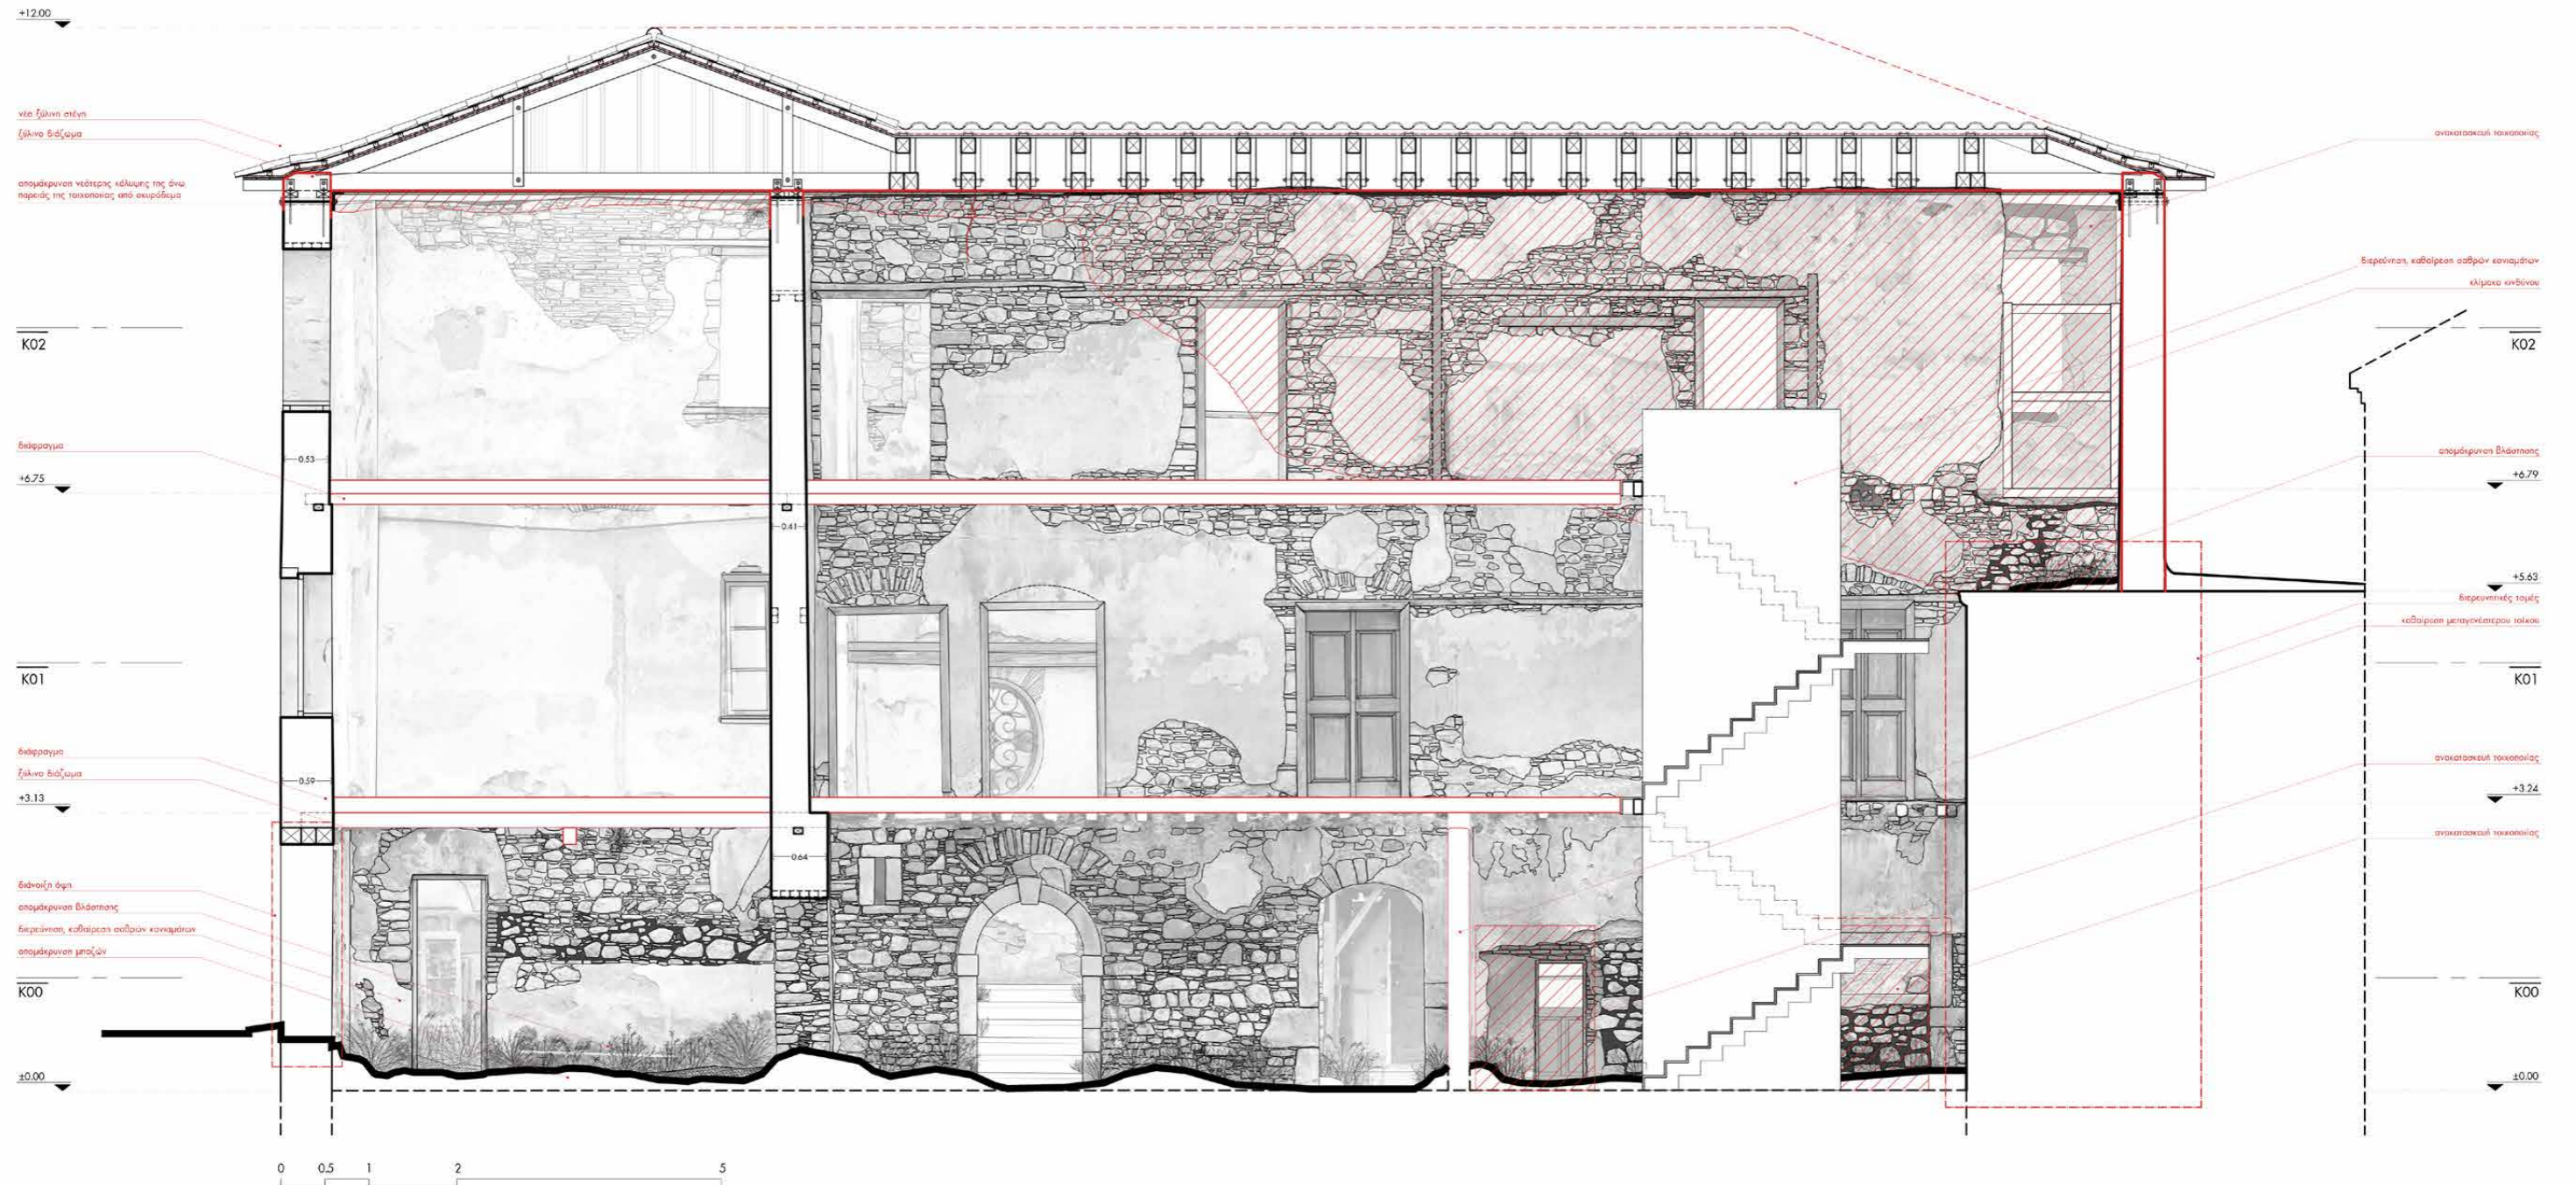 +12.00
νέα ξύλινη στέγη
ξύλινο διάζωμα
απομάκρυνση νεότερης κάλυψης της άνω
παρειάς της τοιχοποιίας από σκυρόδεμα
K02
διάφραγμα
+6.75
K01
διάφραγμα
ξύλινο διάζωμα
+3.13
διάνοιξη όψη
απομάκρυνση βλάστησης
διερεύνηση, καθαίρεση σαθρών κονιαμάτων
απομάκρυνση μπαζών
K00
±0.00
0.53
0.41
0.59
0.64
ανακατασκευή τοιχοποιίας
διερεύνηση, καθαίρεση σαθρών κονιαμάτων
κλίμακα κινδύνου
K02
απομάκρυνση βλάστησης
+6.79
+5.63
διερευνητικές τομές
καθαίρεση μεταγενέστερου τοίχου
K01
ανακατασκευή τοιχοποιίας
+3.24
ανακατασκευή τοιχοποιίας
K00
±0.00
0 0.5 1 2 5